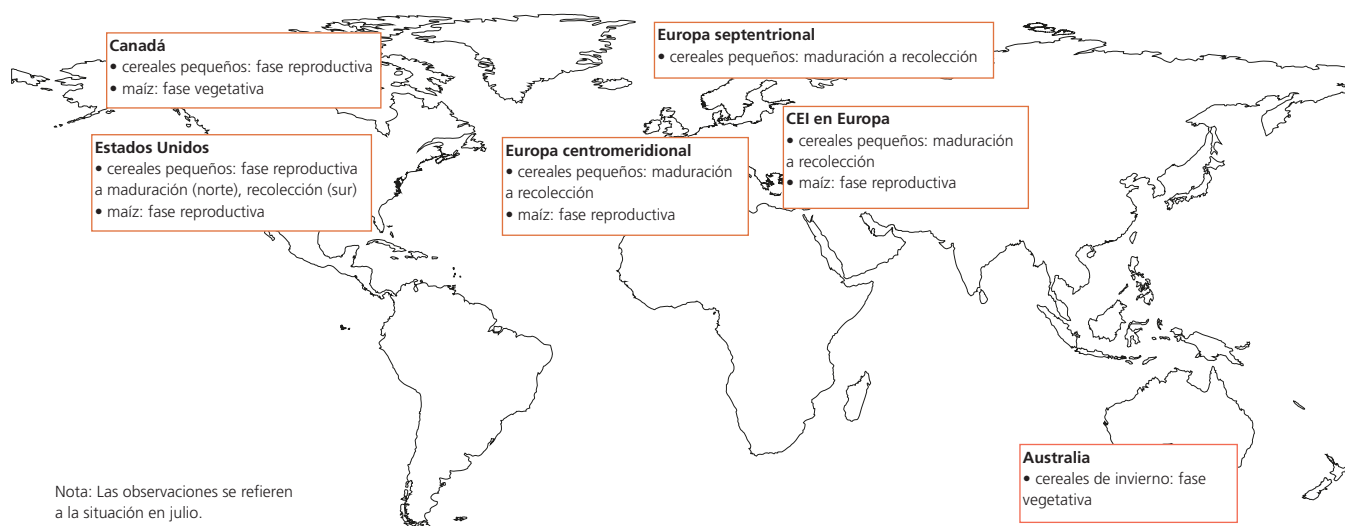 Canadá
• cereales pequeños: fase reproductiva
• maíz: fase vegetativa
Estados Unidos
• cereales pequeños: fase reproductiva
a maduración (norte), recolección (sur)
• maíz: fase reproductiva
Europa septentrional
• cereales pequeños: maduración a recolección
Europa centromeridional
• cereales pequeños: maduración
a recolección
• maíz: fase reproductiva
CEI en Europa
• cereales pequeños: maduración
a recolección
• maíz: fase reproductiva
Australia
• cereales de invierno: fase
vegetativa
Nota: Las observaciones se refieren
a la situación en julio.